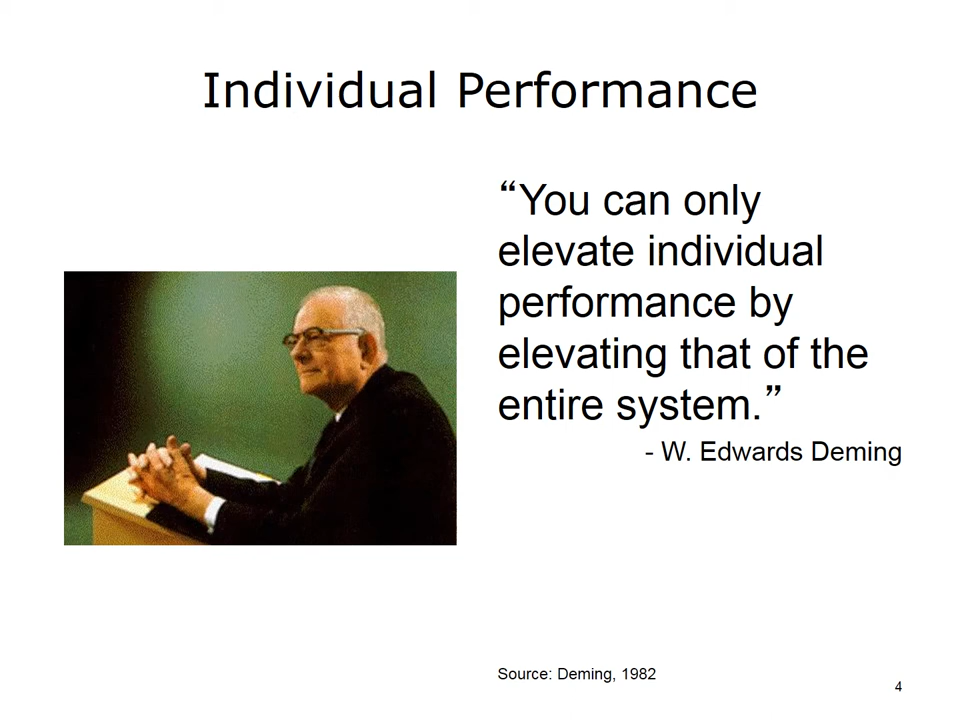 Individual Performance
“You can only
elevate individual
performance by
elevating that of the
entire system.”
- W. Edwards Deming
Source: Deming, 1982
4